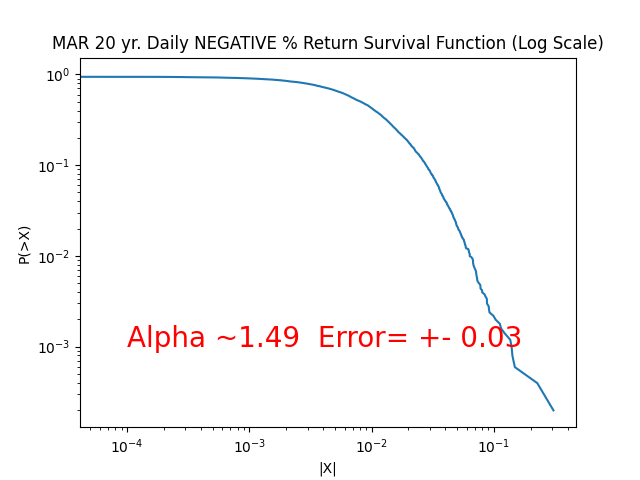 MAR 20 yr. Daily NEGATIVE % Return Survival Function (Log Scale)
10⁰
10⁻¹
10⁻²
10⁻³
P(>X)
Alpha ~1.49 Error= +- 0.03
10⁻⁴ 10⁻³ 10⁻² 10⁻¹
|X|